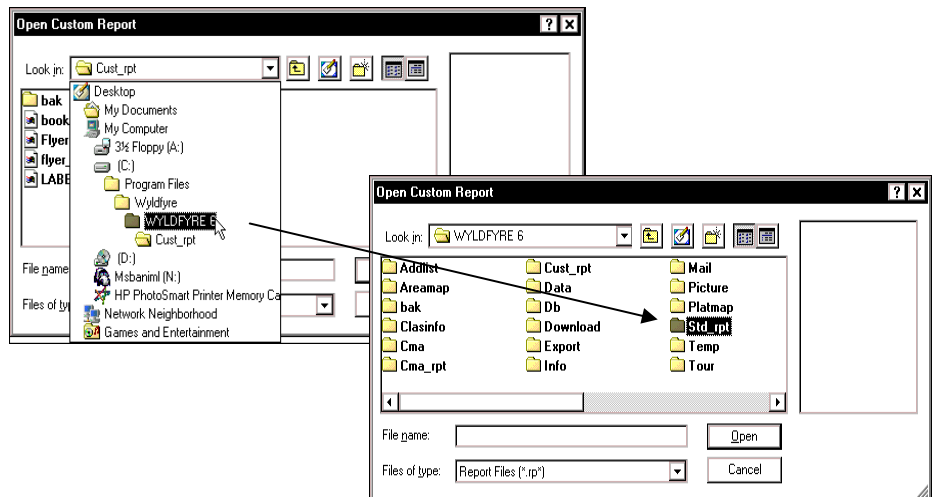 Open Custom Report
Look in: Cust_rpt
Desktop
My Documents
My Computer
3½ Floppy (A:)
(C:)
Program Files
Wyldfyre
WYLDFYRE 6
Cust_rpt
(D:)
Msbaniml (N:)
HP PhotoSmart Printer Memory Ca
Network Neighborhood
Games and Entertainment
bak
book
Flyer
flyer_
LABE
File name
Files of ty
Open Custom Report
Look in: WYLDFYRE 6
Addlist
Areamap
bak
Clasinfo
Cma
Cma_rpt
Cust_rpt
Data
Db
Download
Export
Info
Mail
Picture
Platmap
Std_rpt
Temp
Tour
File name:
Open
Files of type: Report Files (*.rp*)
Cancel